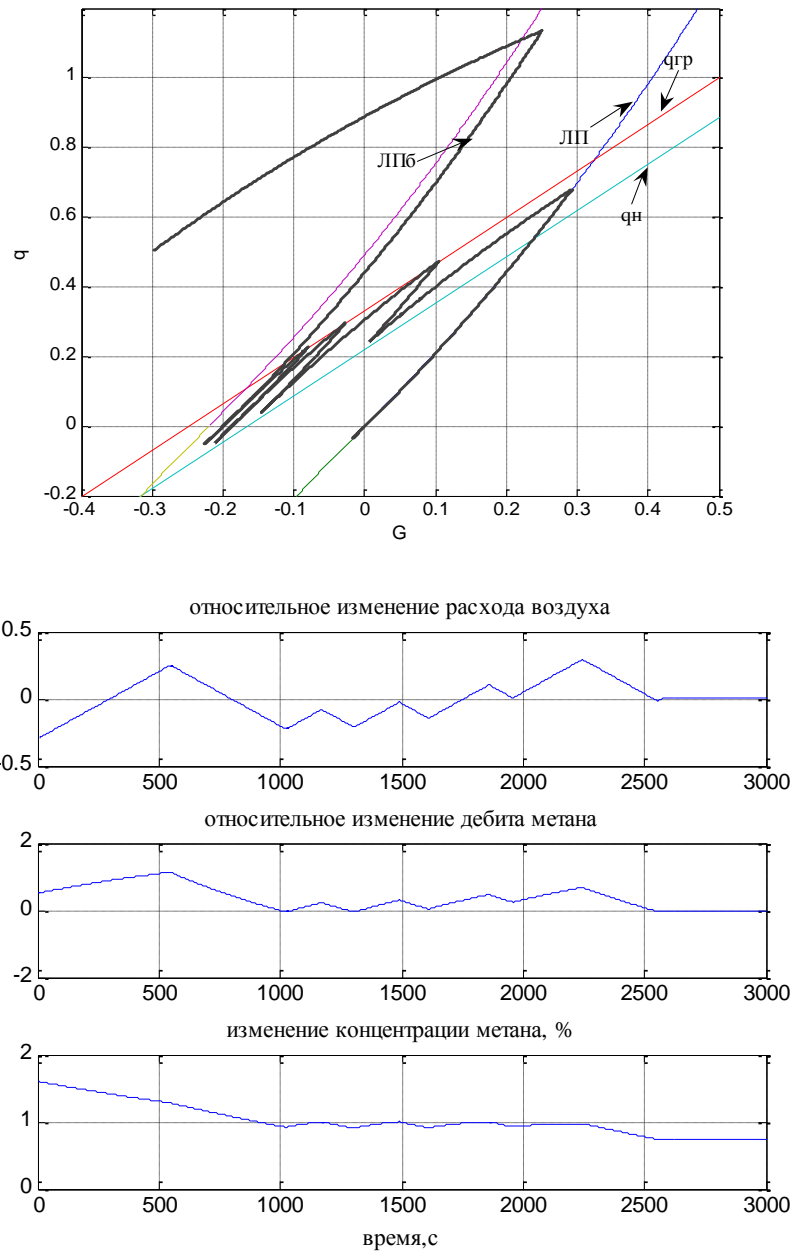 1
0.8
0.6
0.4
0.2
0
-0.2
q
ЛПб
ЛП
qгр
qн
-0.4 -0.3 -0.2 -0.1 0 0.1 0.2 0.3 0.4 0.5
G
относительное изменение расхода воздуха
0.5
0
-0.5
0 500 1000 1500 2000 2500 3000
относительное изменение дебита метана
2
0
-2
0 500 1000 1500 2000 2500 3000
изменение концентрации метана, %
2
1
0
0 500 1000 1500 2000 2500 3000
время,с